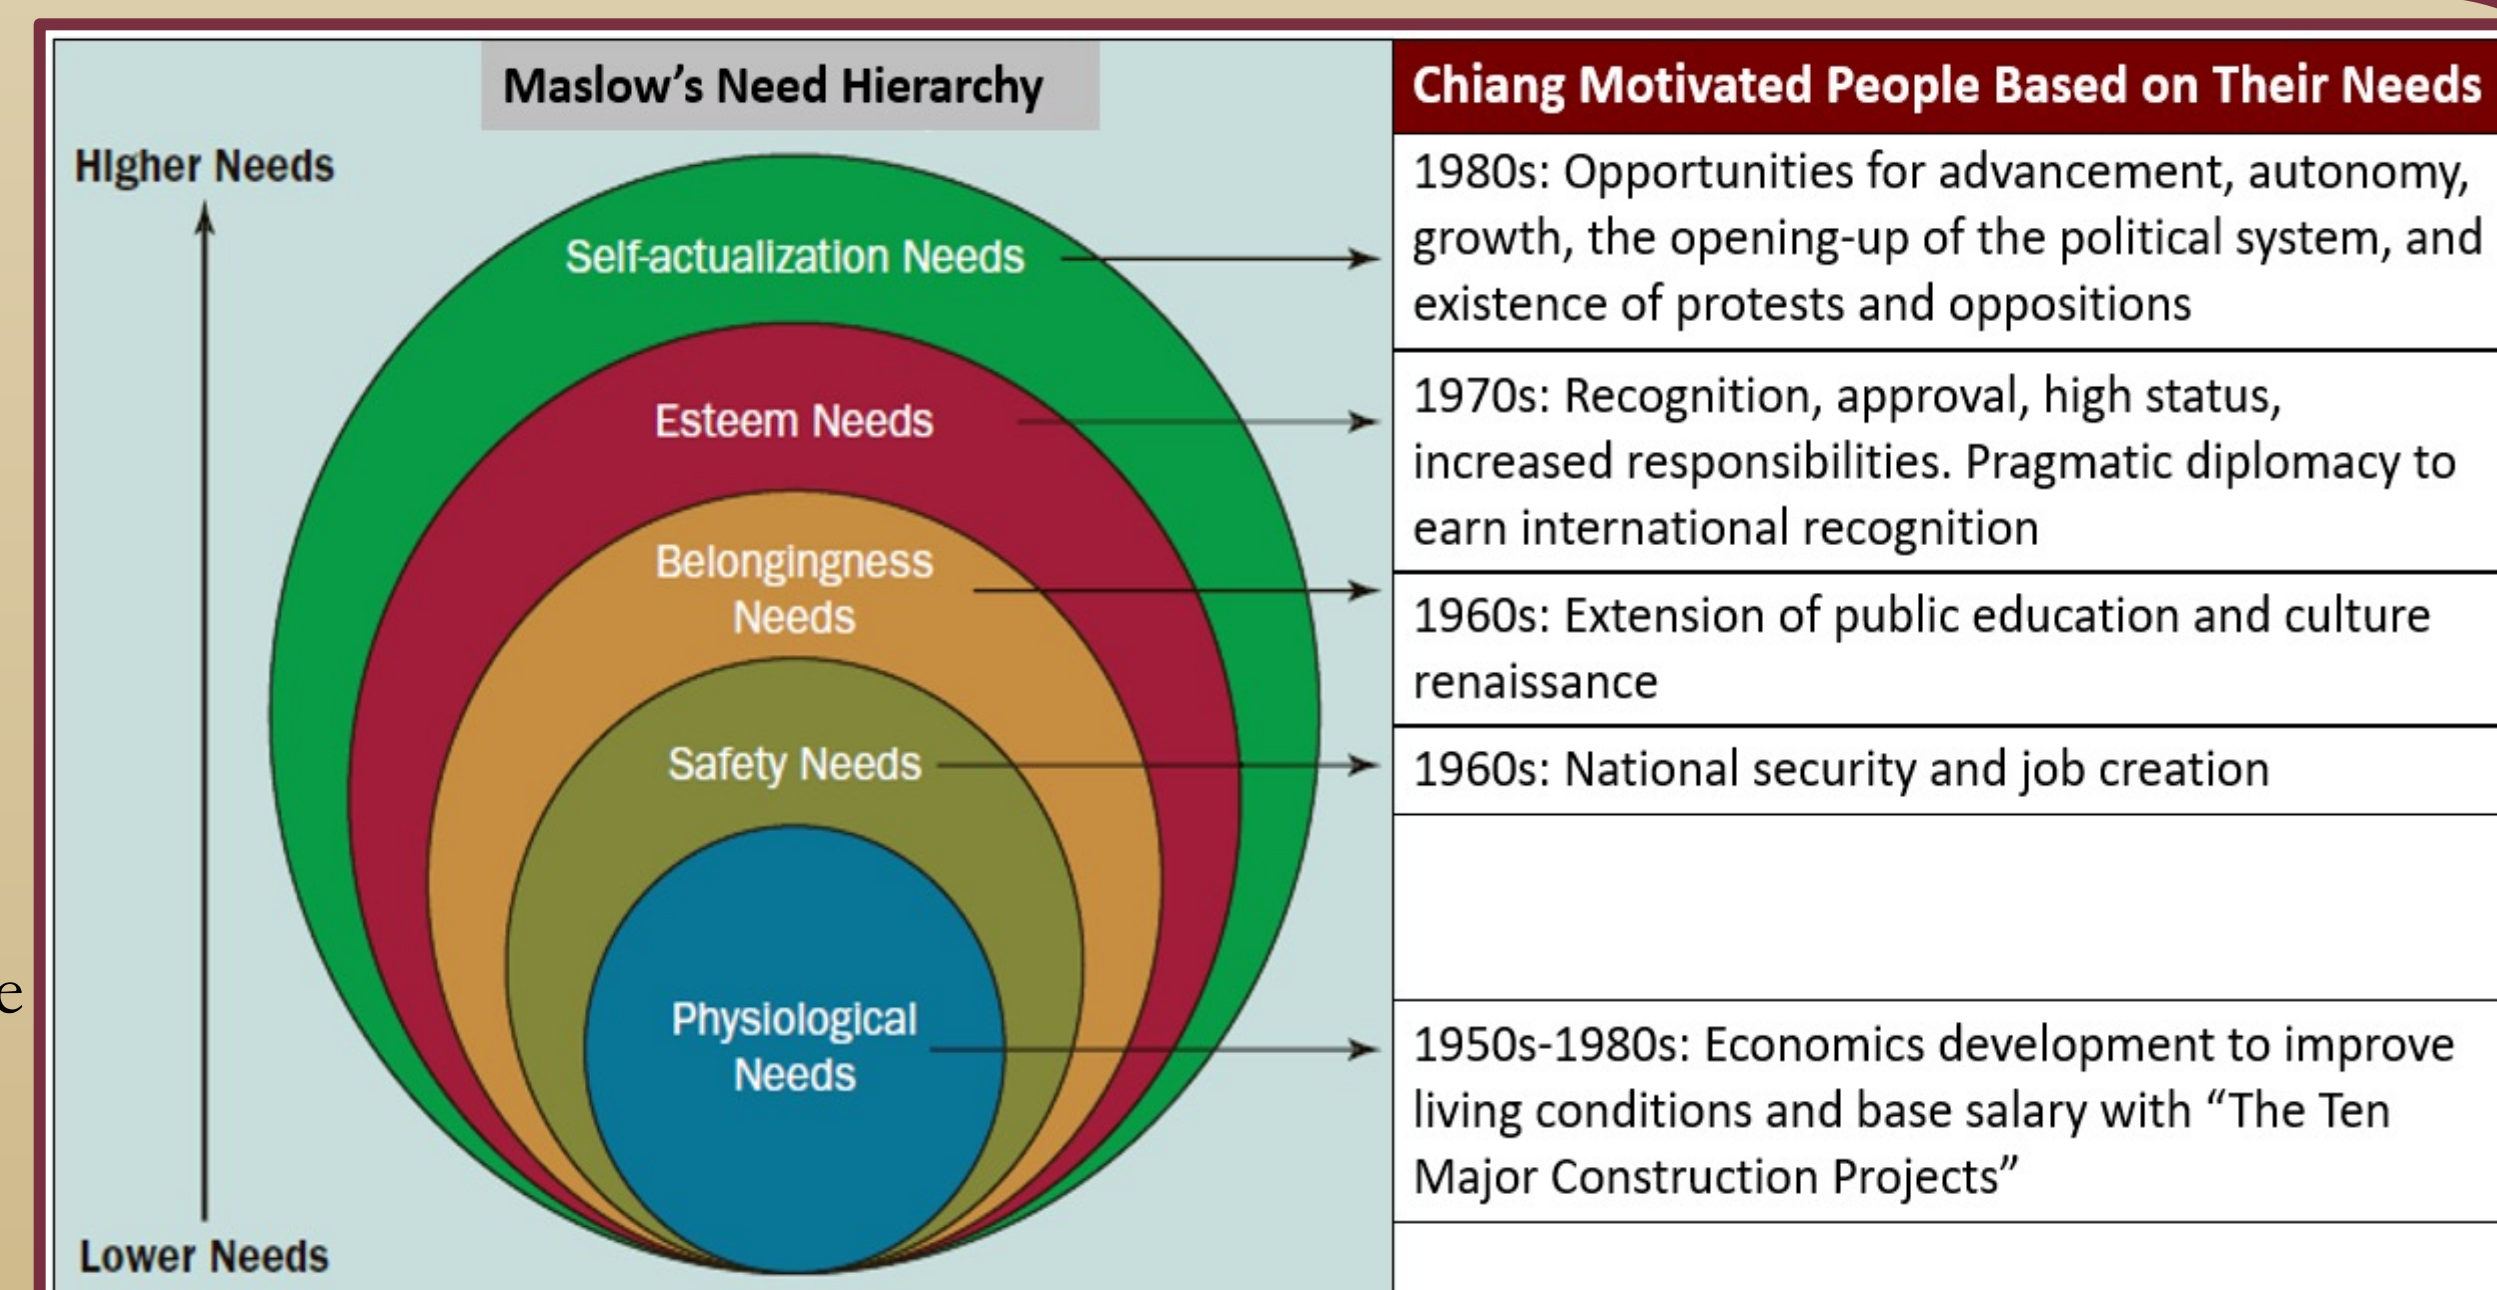 Maslow's Need Hierarchy
Higher Needs
Self-actualization Needs
Esteem Needs
Belongingness
Needs
Safety Needs
Physiological
Needs
Lower Needs
e
Chiang Motivated People Based on Their Needs
1980s: Opportunities for advancement, autonomy,
growth, the opening-up of the political system, and
existence of protests and oppositions
1970s: Recognition, approval, high status,
increased responsibilities. Pragmatic diplomacy to
earn international recognition
1960s: Extension of public education and culture
renaissance
1960s: National security and job creation
1950s-1980s: Economics development to improve
living conditions and base salary with “The Ten
Major Construction Projects”